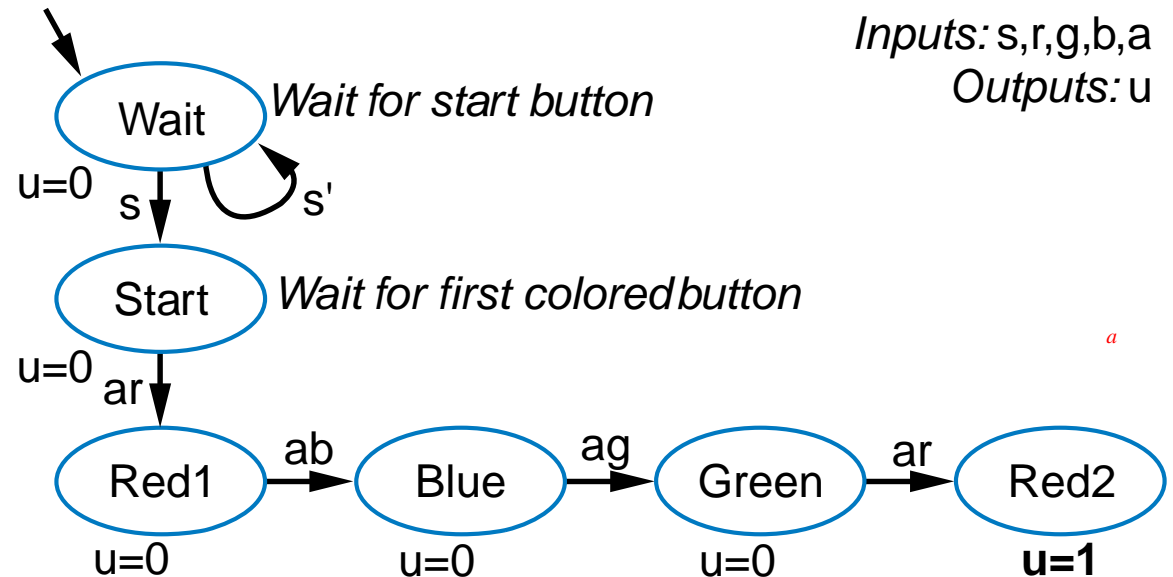 Inputs: s,r,g,b,a
Outputs: u
Wait
Wait for start button
u=0
s
s'
Start
Wait for first colored button
a
u=0
ar
Red1
ab
Blue
ag
Green
ar
Red2
u=0
u=0
u=0
u=1